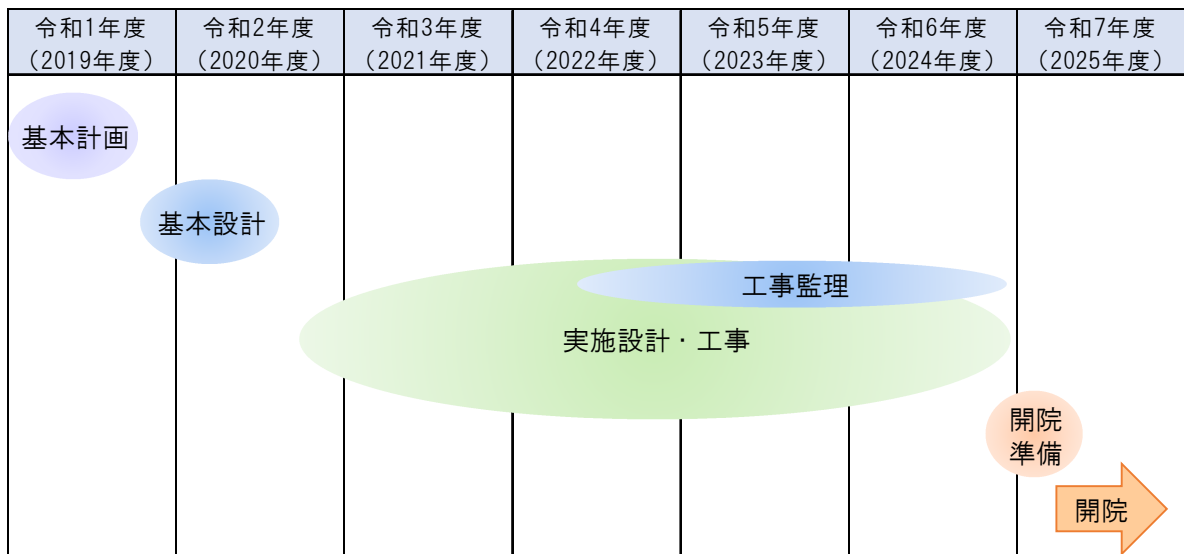 令和1年度
（2019年度）
令和2年度
（2020年度）
令和3年度
（2021年度）
令和4年度
（2022年度）
令和5年度
（2023年度）
令和6年度
（2024年度）
令和7年度
（2025年度）
基本計画
基本設計
工事監理
実施設計・工事
開院
準備
開院